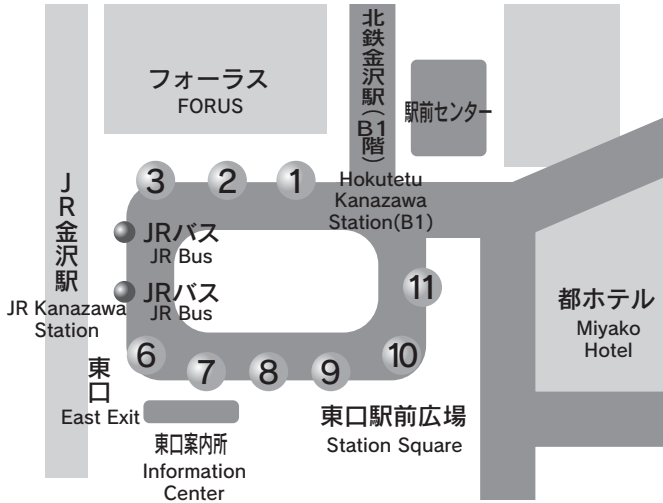 フォーラス
FORUS
北鉄金沢駅(B1階)
Hokutetu
Kanazawa
Station(B1)
駅前センター
3
2
1
JR金沢駅
JR Kanazawa
Station
JRバス
JR Bus
JRバス
JR Bus
11
都ホテル
Miyako
Hotel
6
7
8
9
10
東口
East Exit
東口案内所
Information
Center
東口駅前広場
Station Square